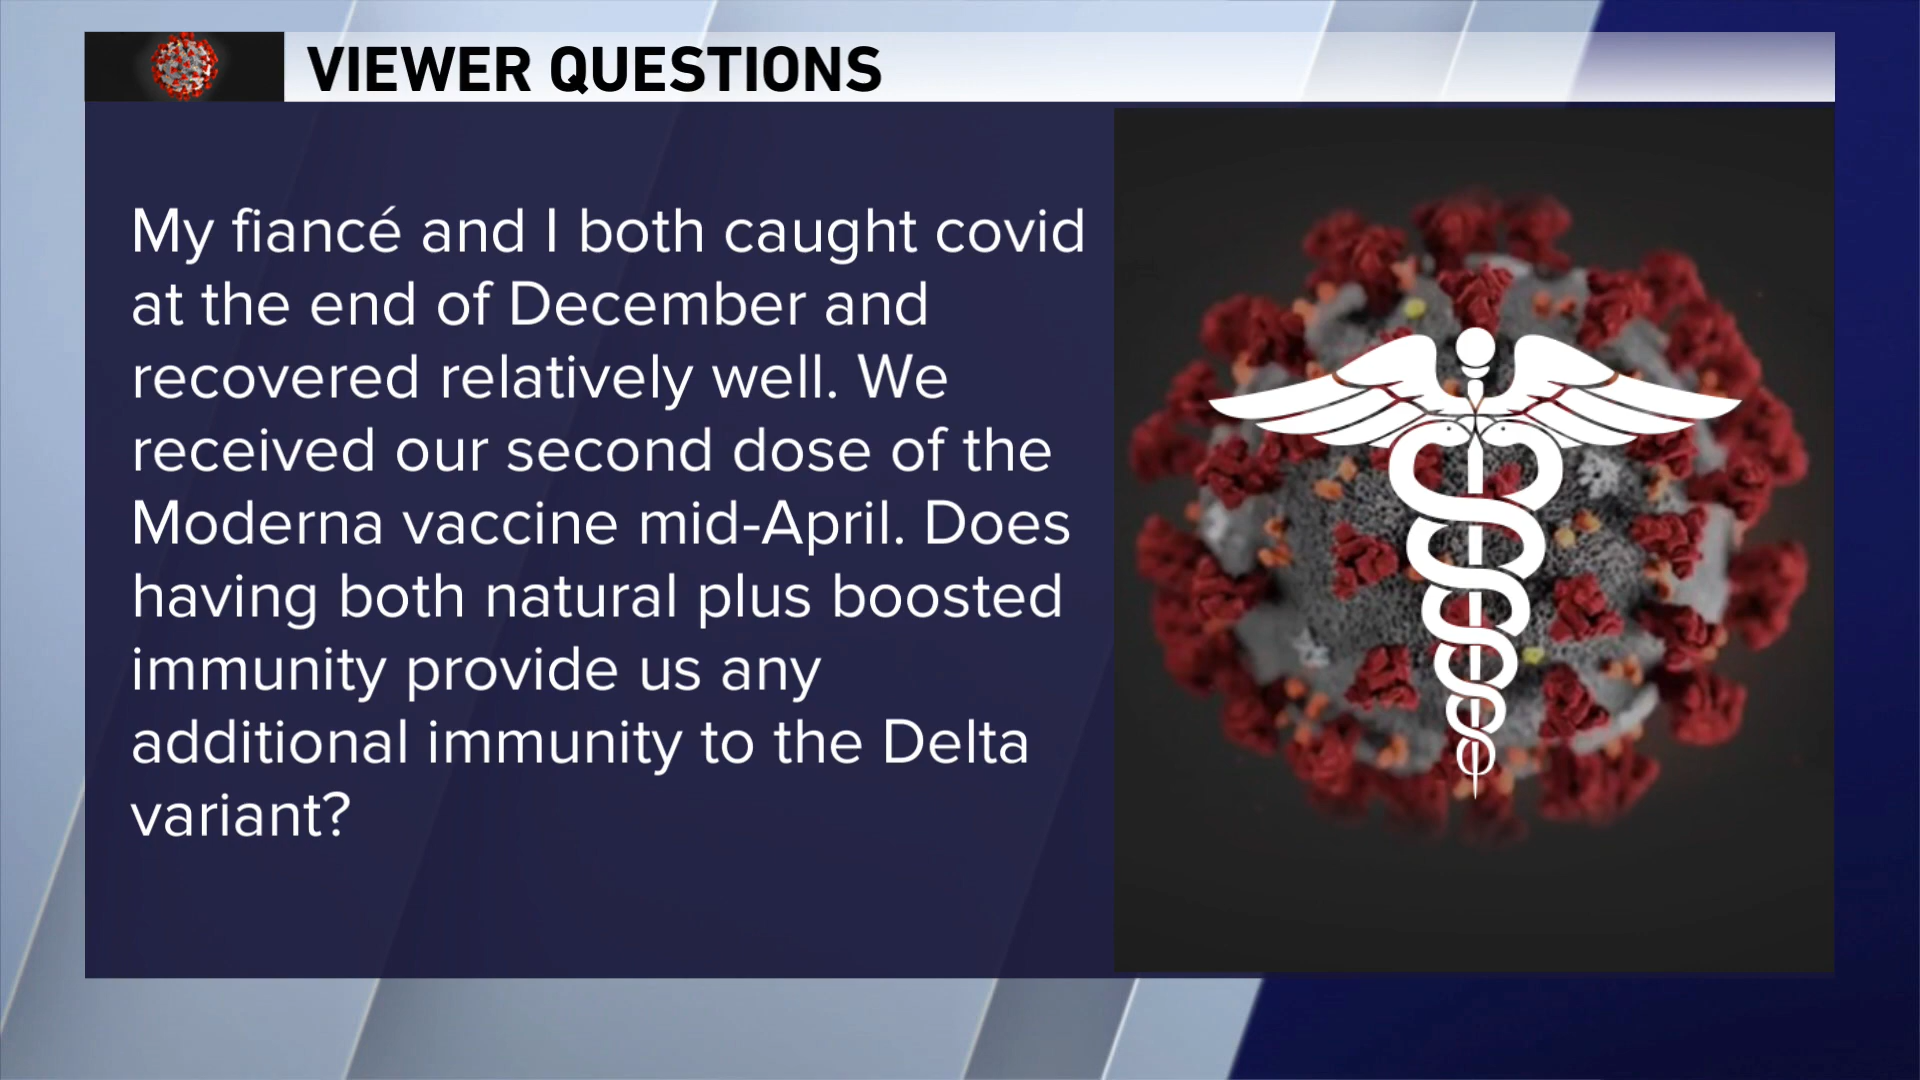 VIEWER QUESTIONS
My fiancé and I both caught covid
at the end of December and
recovered relatively well. We
received our second dose of the
Moderna vaccine mid-April. Does
having both natural plus boosted
immunity provide us any
additional immunity to the Delta
variant?